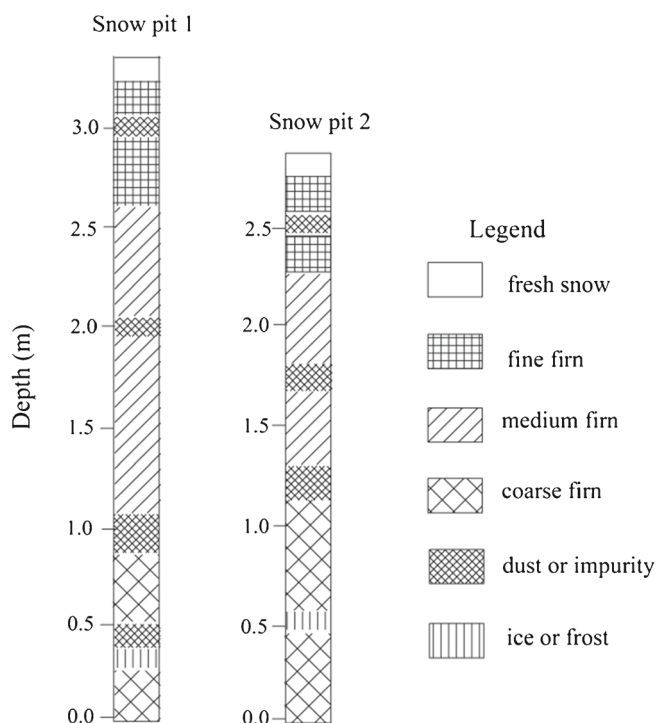 Snow pit 1
Snow pit 2
Depth (m)
3.0
2.5
2.0
1.5
1.0
0.5
0.0
2.5
2.0
1.5
1.0
0.5
0.0
Legend
fresh snow
fine firn
medium firn
coarse firn
dust or impurity
ice or frost